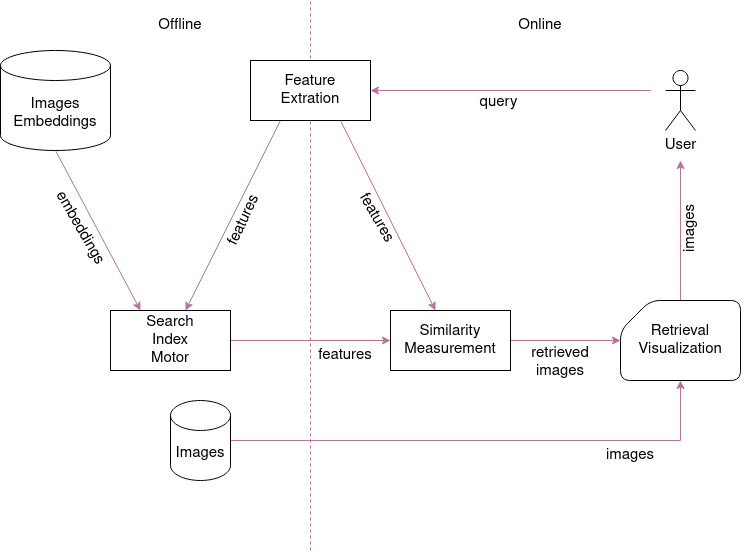 Offline
Online
Feature
Extration
Images
Embeddings
query
User
embeddings
features
features
images
Search
Index
Motor
Similarity
Measurement
Retrieval
Visualization
features
retrieved
images
Images
images